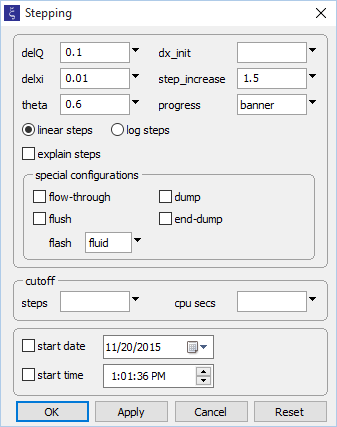 Stepping
delQ 0.1 dx_init
delxi 0.01 step_increase 1.5
theta 0.6 progress banner
linear steps log steps
explain steps
special configurations
flow-through dump
flush end-dump
flash fluid
cutoff
steps cpu secs
start date 11/20/2015
start time 1:01:36 PM
OK Apply Cancel Reset